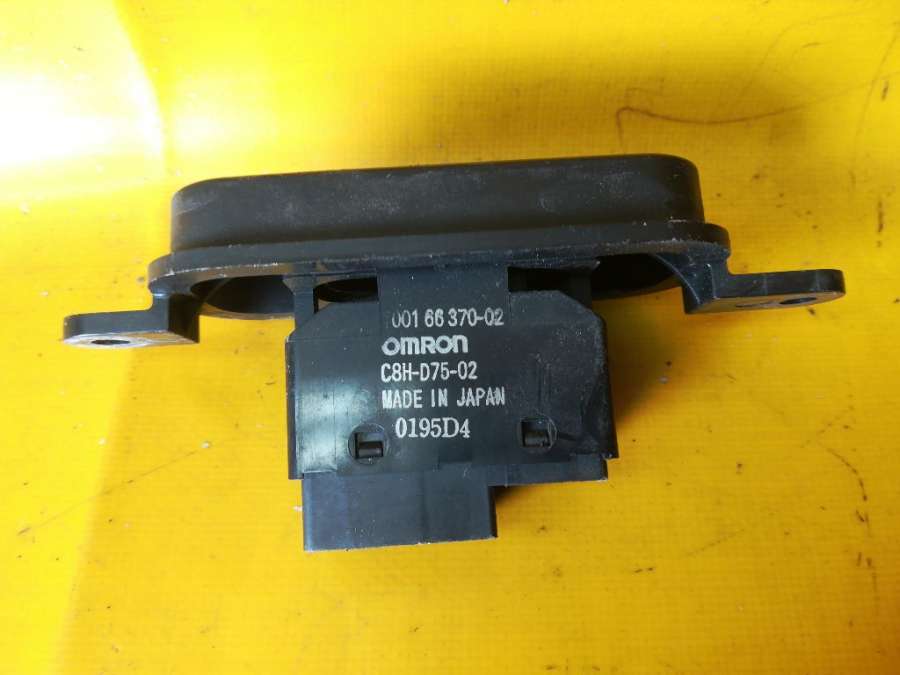 001 66 370-02
OMRON
C8H-D75-02
MADE IN JAPAN
0195D4